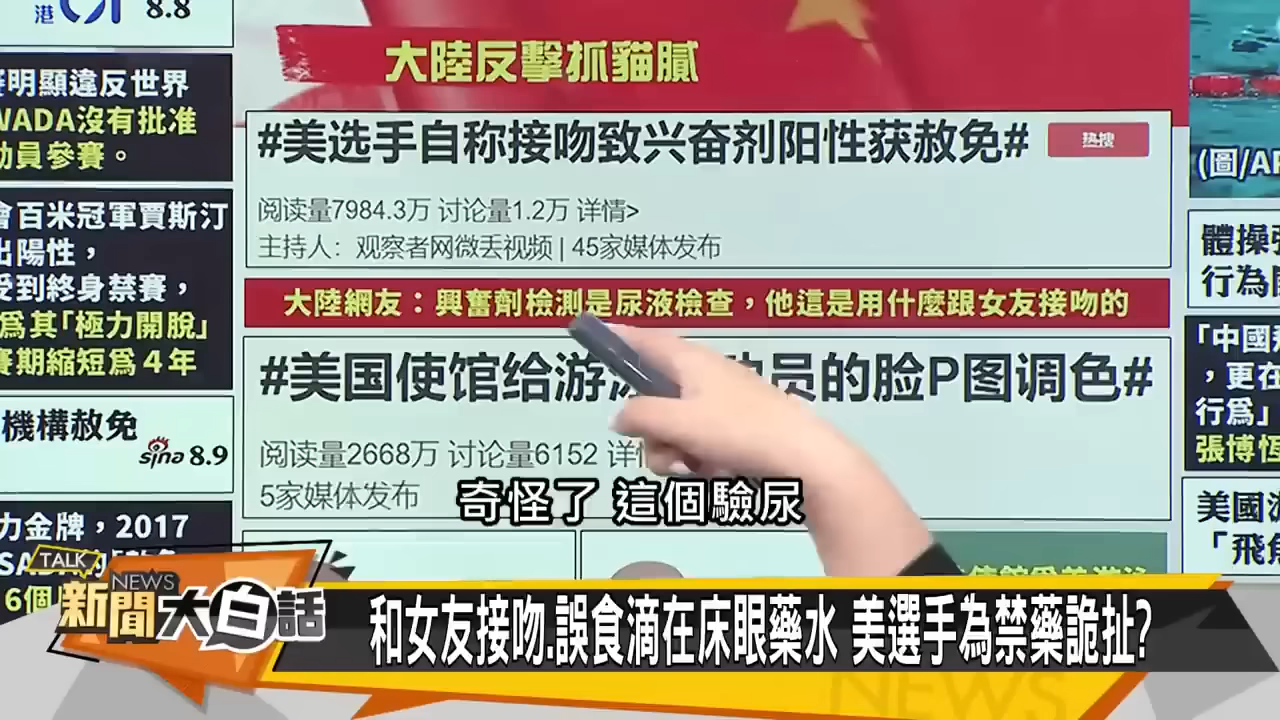 港 8.8
明顯違反世界
WADA沒有批准
動員參賽。
會百米冠軍賈斯汀
出陽性，
受到終身禁賽，
爲其「極力開脫」
賽期縮短爲４年
機構赦免
sina 8.9
力金牌，2017
6個
大陸反擊抓貓膩
#美选手自称接吻致兴奋剂阳性获赦免# 热搜
阅读量7984.3万 讨论量1.2万 详情>
主持人：观察者网微丢视频 | 45家媒体发布
大陸網友：興奮劑檢測是尿液檢查，他這是用什麼跟女友接吻的
#美国使馆给游 员的脸P图调色#
阅读量2668万 讨论量6152 详情
5家媒体发布
(圖/AP
體操
行為
「中國
，更在
行爲」
張博恆
美國
「飛魚
奇怪了 這個驗尿
TALK NEWS
新聞大白話
和女友接吻.誤食滴在床眼藥水 美選手為禁藥詭扯?
NEWS